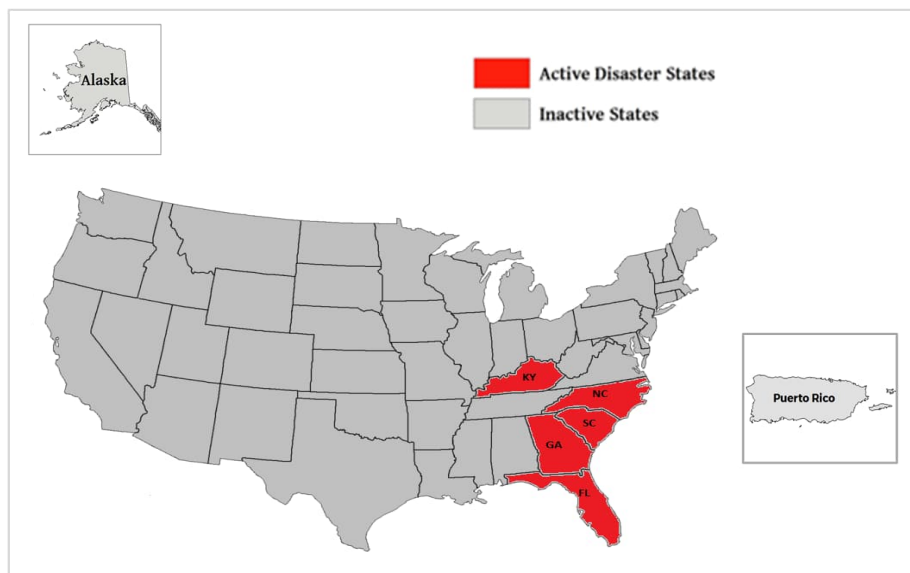 Alaska
Active Disaster States
Inactive States
KY
NC
SC
GA
FL
Puerto Rico